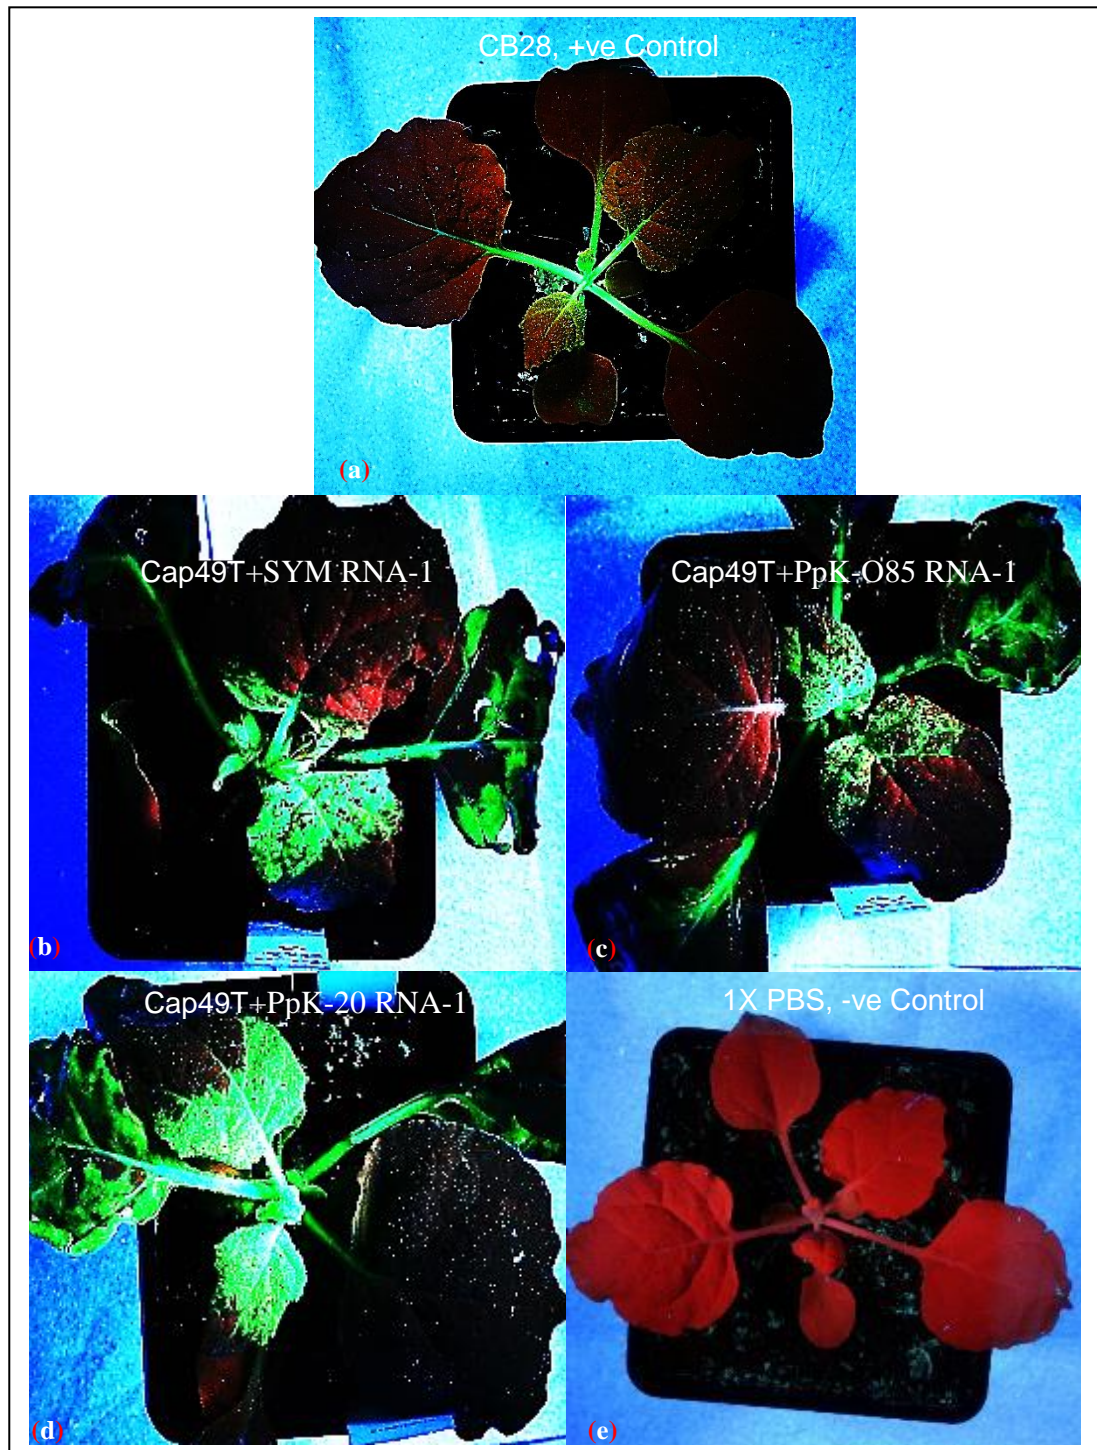 CB28, +ve Control
(a)
Cap49T+SYM RNA-1
Cap49T+PpK-O85 RNA-1
(b)
(c)
Cap49T+PpK-20 RNA-1
1X PBS, -ve Control
(d)
(e)